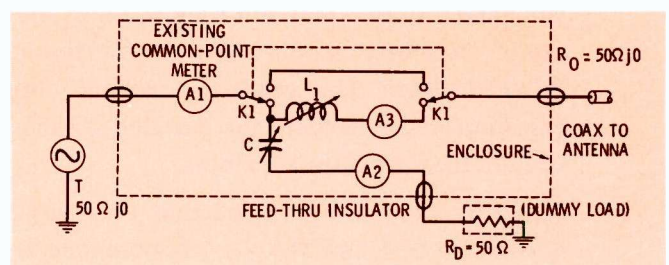 EXISTING
COMMON-POINT
METER
A1
K1
L1
A3
K1
R0 = 50Ω j0
COAX TO
ANTENNA
C
A2
ENCLOSURE
T
50 Ω j0
FEED-THRU INSULATOR
(DUMMY LOAD)
RD = 50 Ω